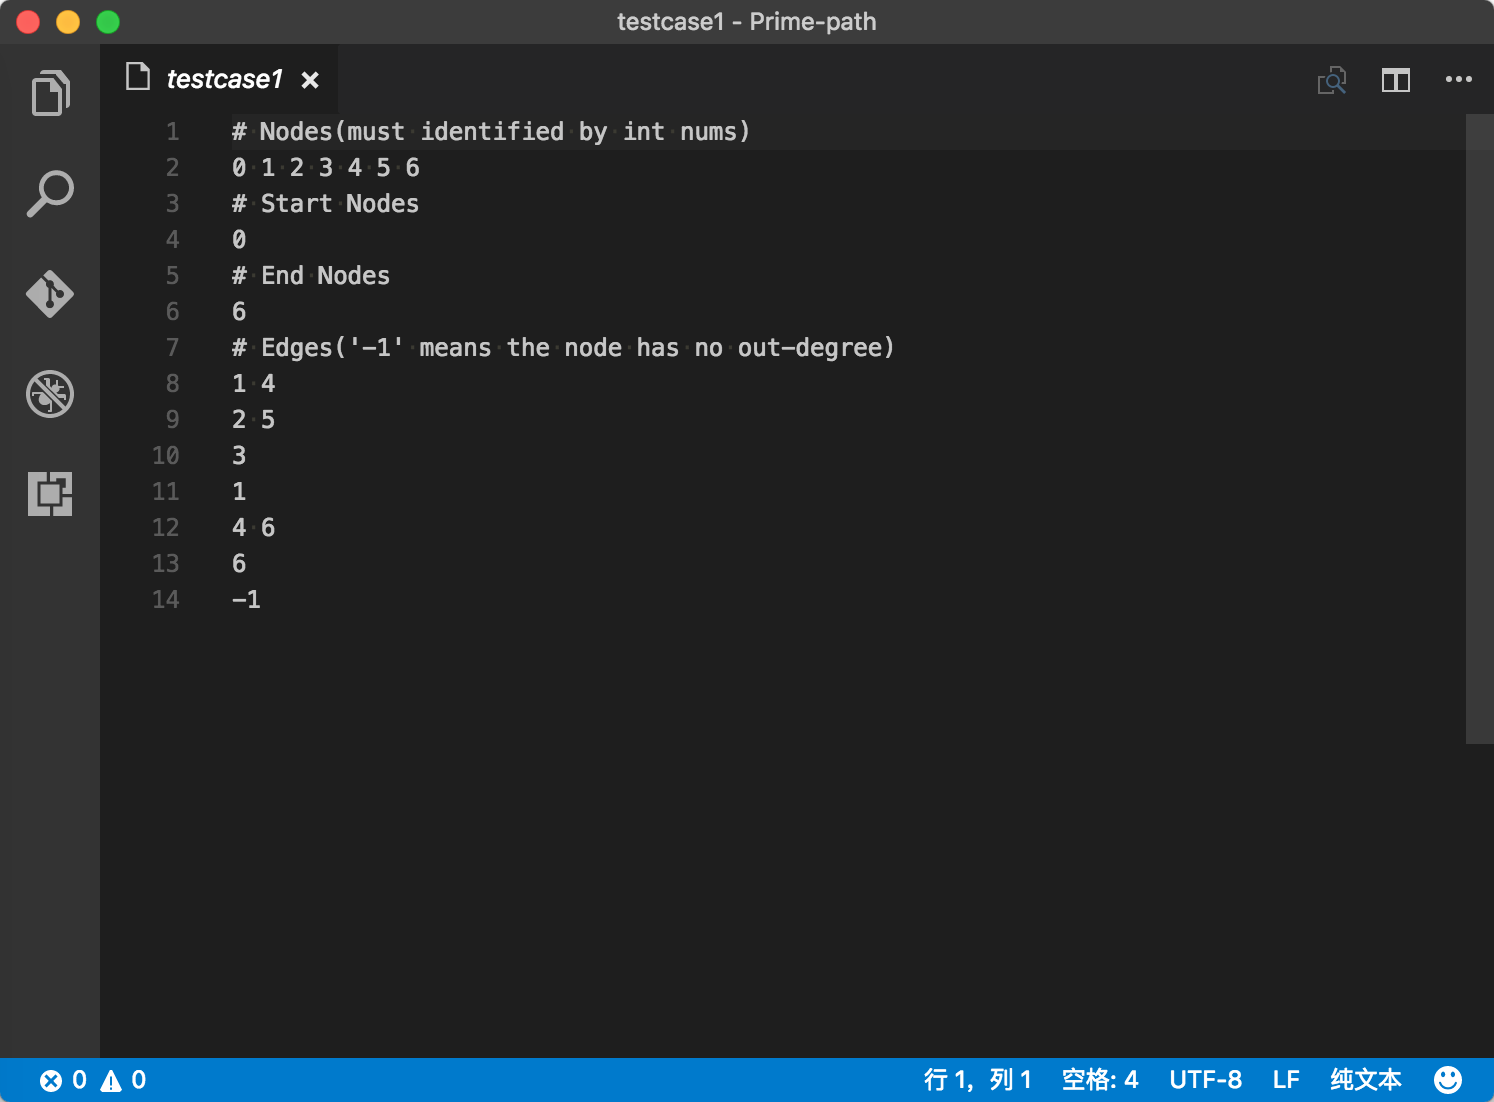 testcase1 - Prime-path
testcase1
1 # Nodes(must identified by int nums)
2 0 1 2 3 4 5 6
3 # Start Nodes
4 0
5 # End Nodes
6 6
7 # Edges('-1' means the node has no out-degree)
8 1 4
9 2 5
10 3
11 1
12 4 6
13 6
14 -1
0 0 行 1, 列 1 空格: 4 UTF-8 LF 纯文本